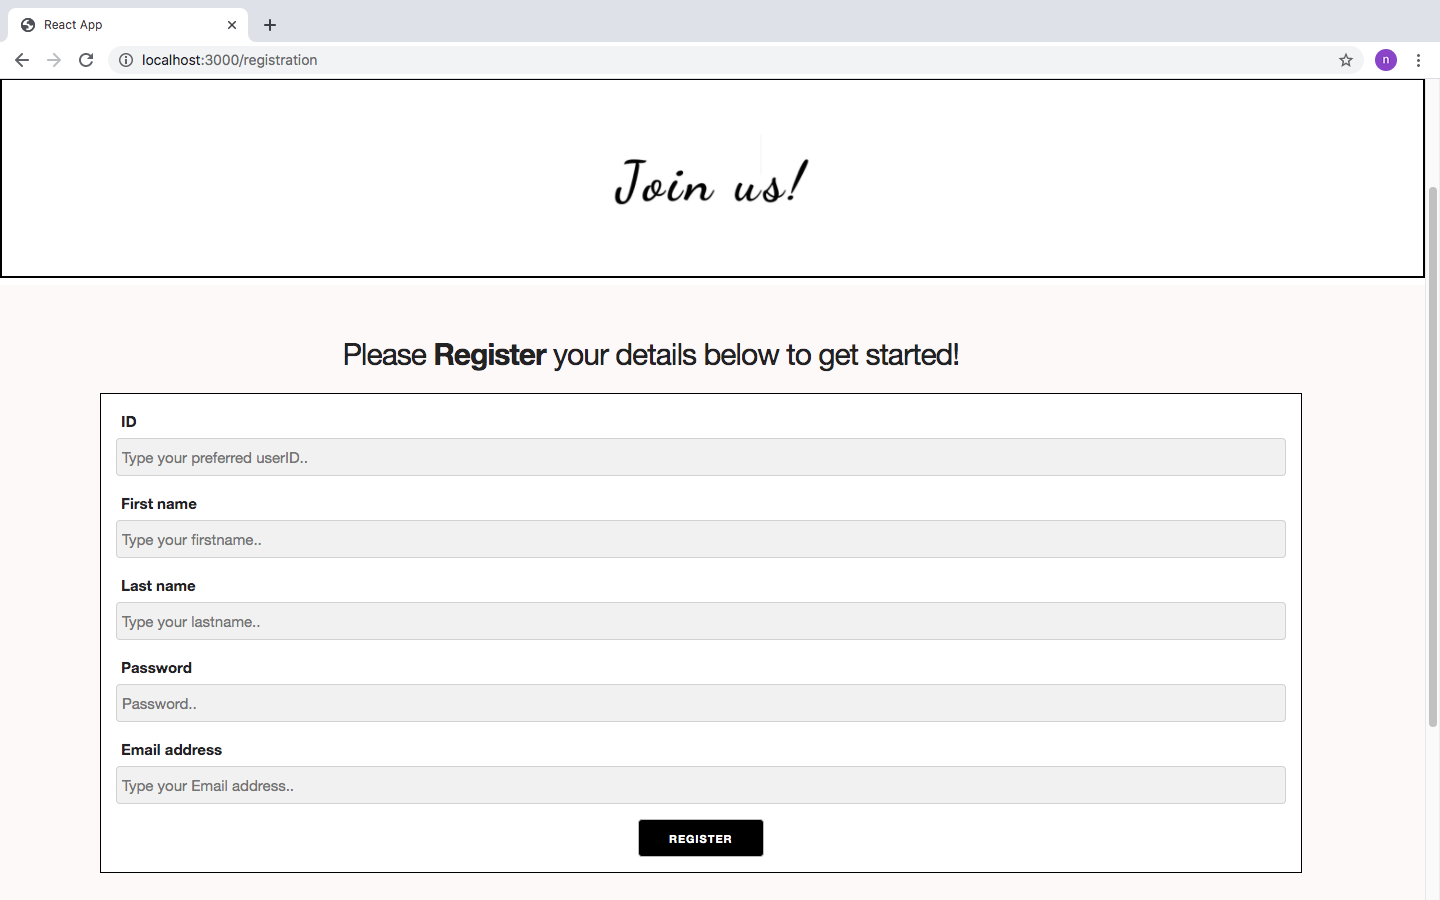 React App
localhost:3000/registration
n
Join us!
Please Register your details below to get started!
ID
Type your preferred userID..
First name
Type your firstname..
Last name
Type your lastname..
Password
Password..
Email address
Type your Email address..
REGISTER